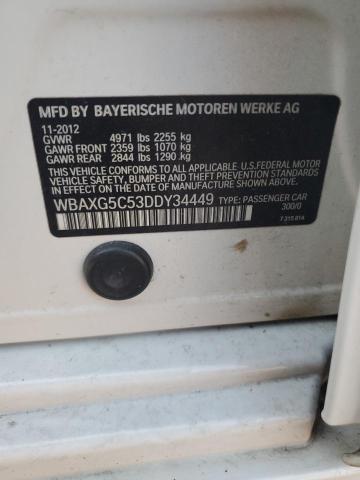 MFD BY BAYERISCHE MOTOREN WERKE AG
11-2012
GVWR 4971 lbs 2255 kg
GAWR FRONT 2359 lbs 1070 kg
GAWR REAR 2844 lbs 1290 kg
THIS VEHICLE CONFORMS TO ALL APPLICABLE U.S. FEDERAL MOTOR
VEHICLE SAFETY, BUMPER AND THEFT PREVENTION STANDARDS IN
EFFECT ON THE DATE OF MANUFACTURE SHOWN ABOVE.
WBAXG5C53DDY34449 TYPE: PASSENGER CAR
300/0
7 315 814